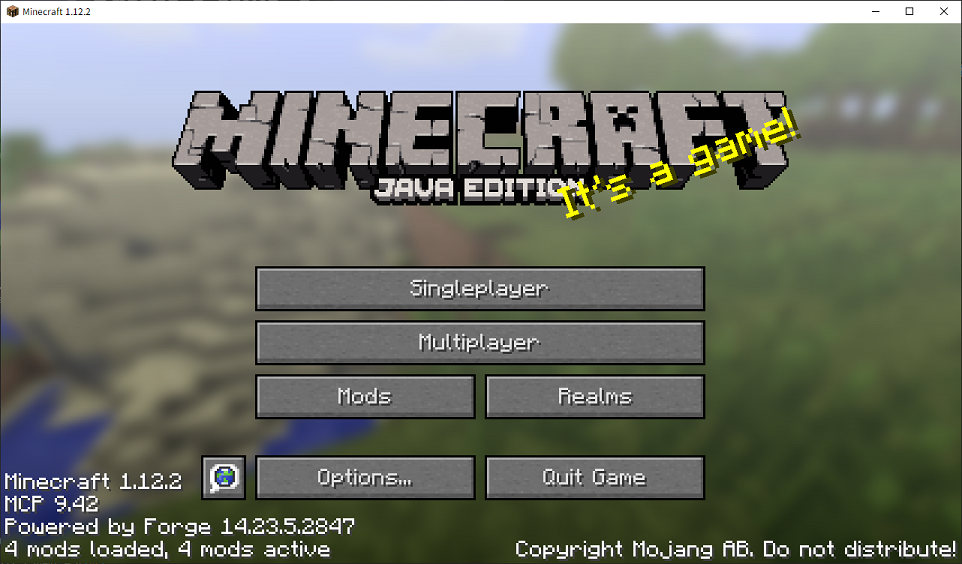 Minecraft 1.12.2
MINECRAFT
JAVA EDITION
It's a game!
Singleplayer
Multiplayer
Mods
Realms
Options...
Quit Game
Minecraft 1.12.2
MCP 9.42
Powered by Forge 14.23.5.2847
4 mods loaded, 4 mods active
Copyright Mojang AB. Do not distribute!